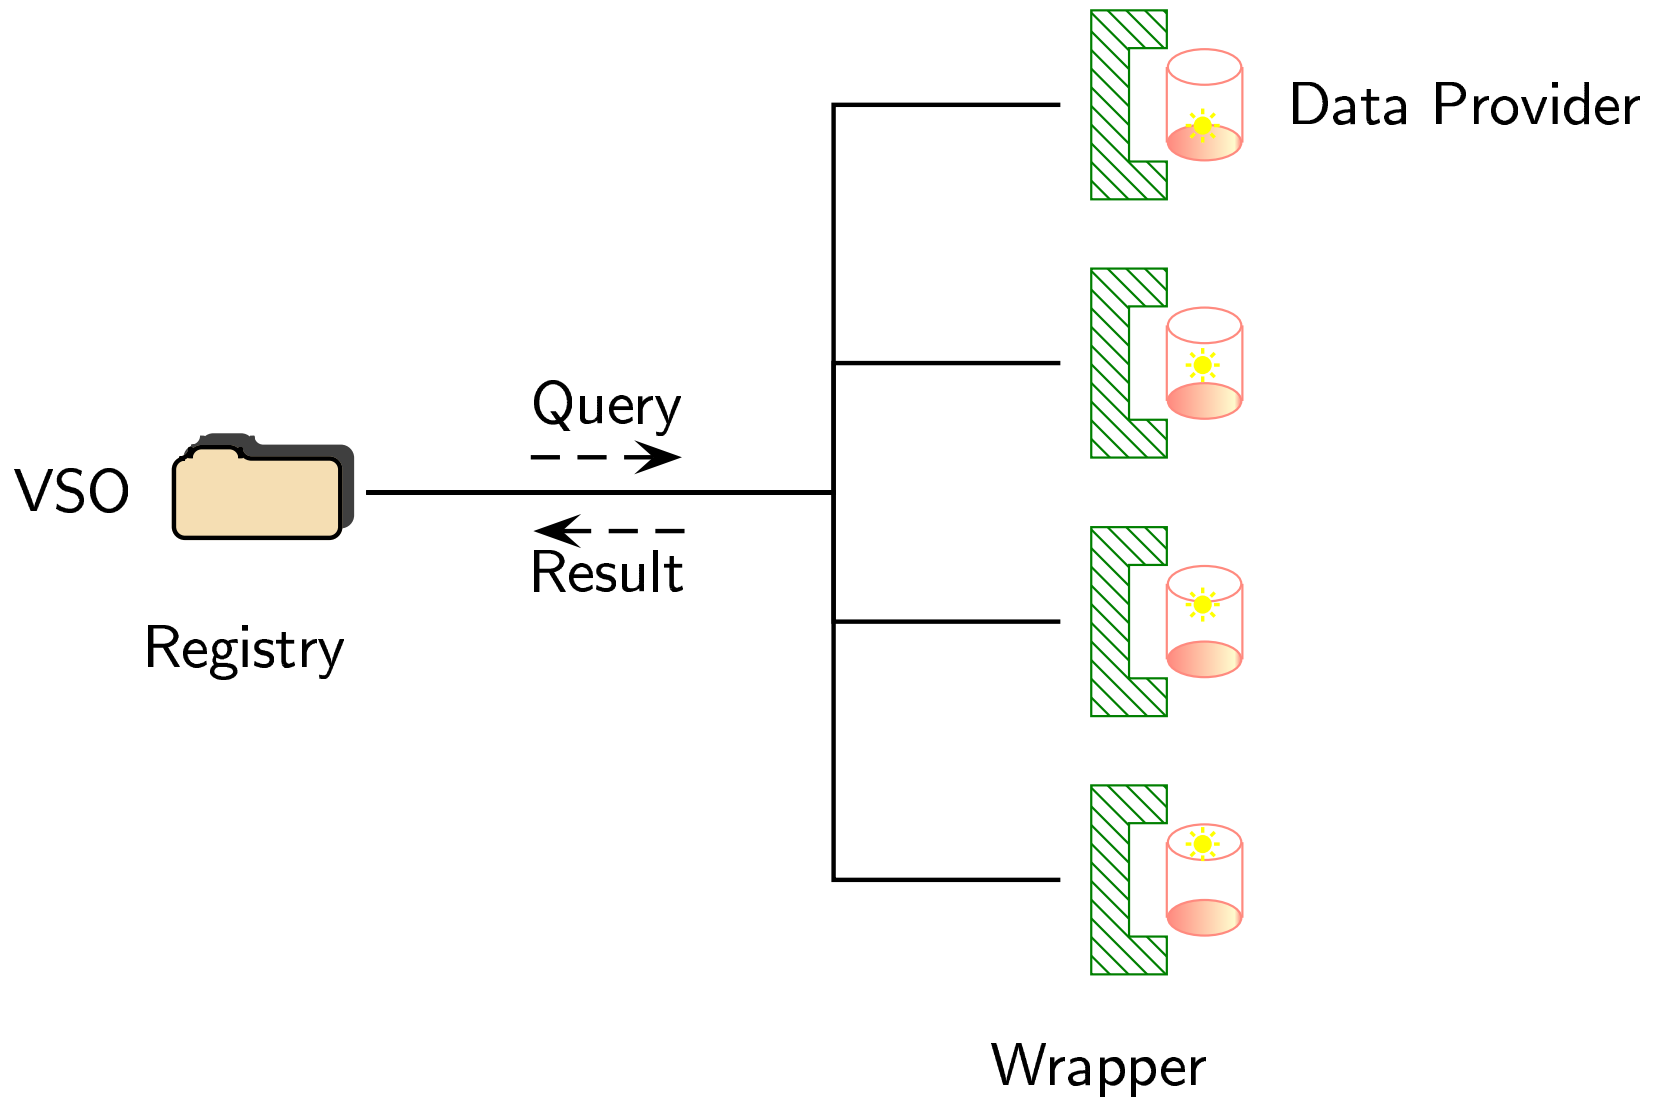 Data Provider
Query
VSO
Result
Registry
Wrapper